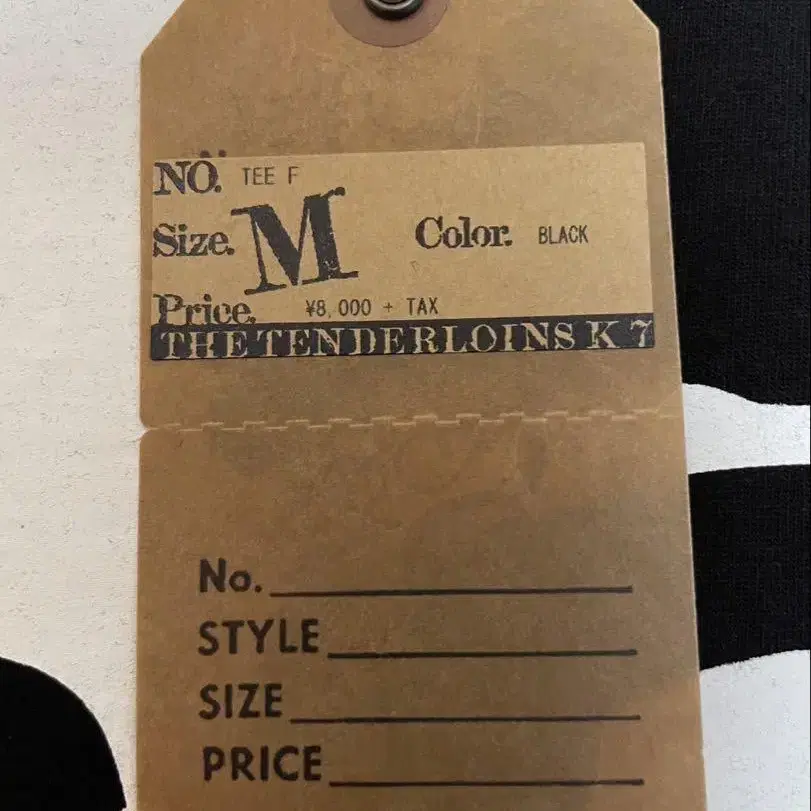 NO. TEE F
Size. M Color. BLACK
Price. ¥8,000 + TAX
THE TENDERLOINS K 7
No.
STYLE
SIZE
PRICE